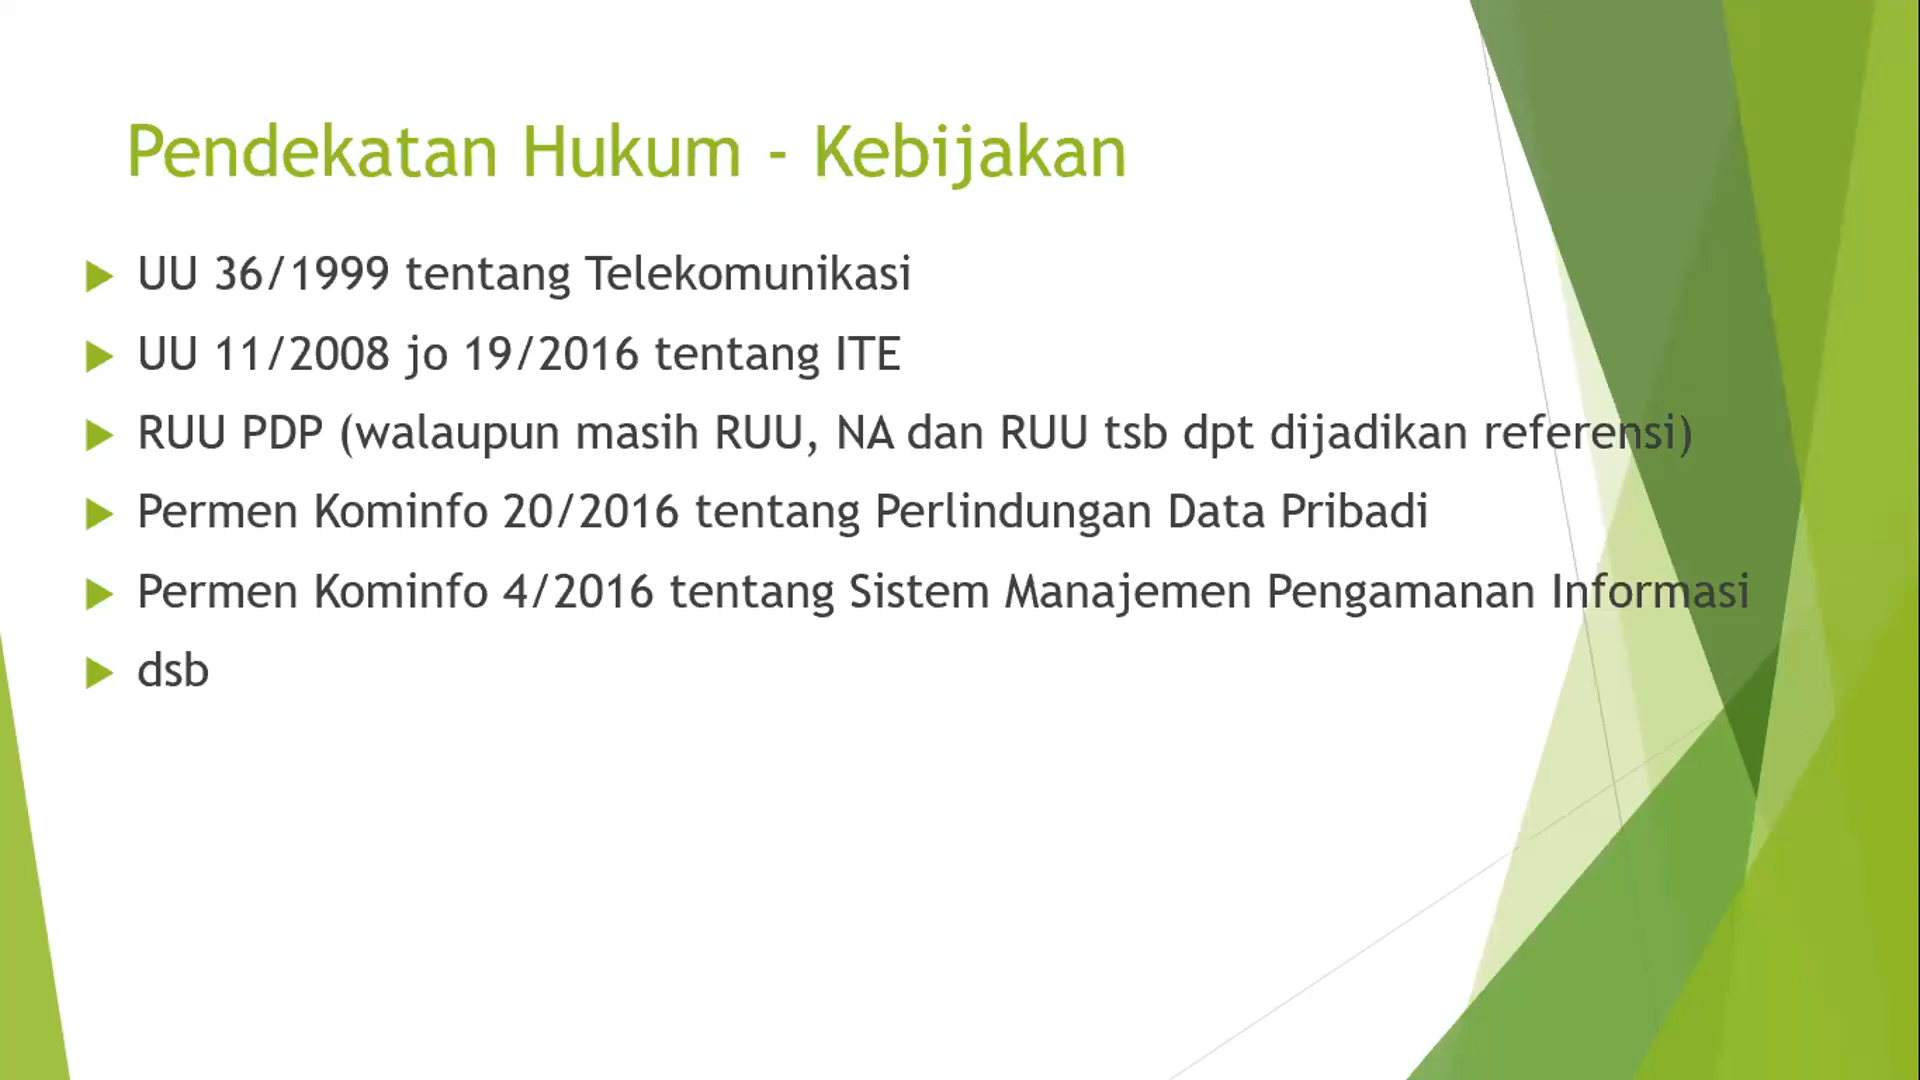 Pendekatan Hukum - Kebijakan
UU 36/1999 tentang Telekomunikasi
UU 11/2008 jo 19/2016 tentang ITE
RUU PDP (walaupun masih RUU, NA dan RUU tsb dpt dijadikan referensi)
Permen Kominfo 20/2016 tentang Perlindungan Data Pribadi
Permen Kominfo 4/2016 tentang Sistem Manajemen Pengamanan Informasi
dsb